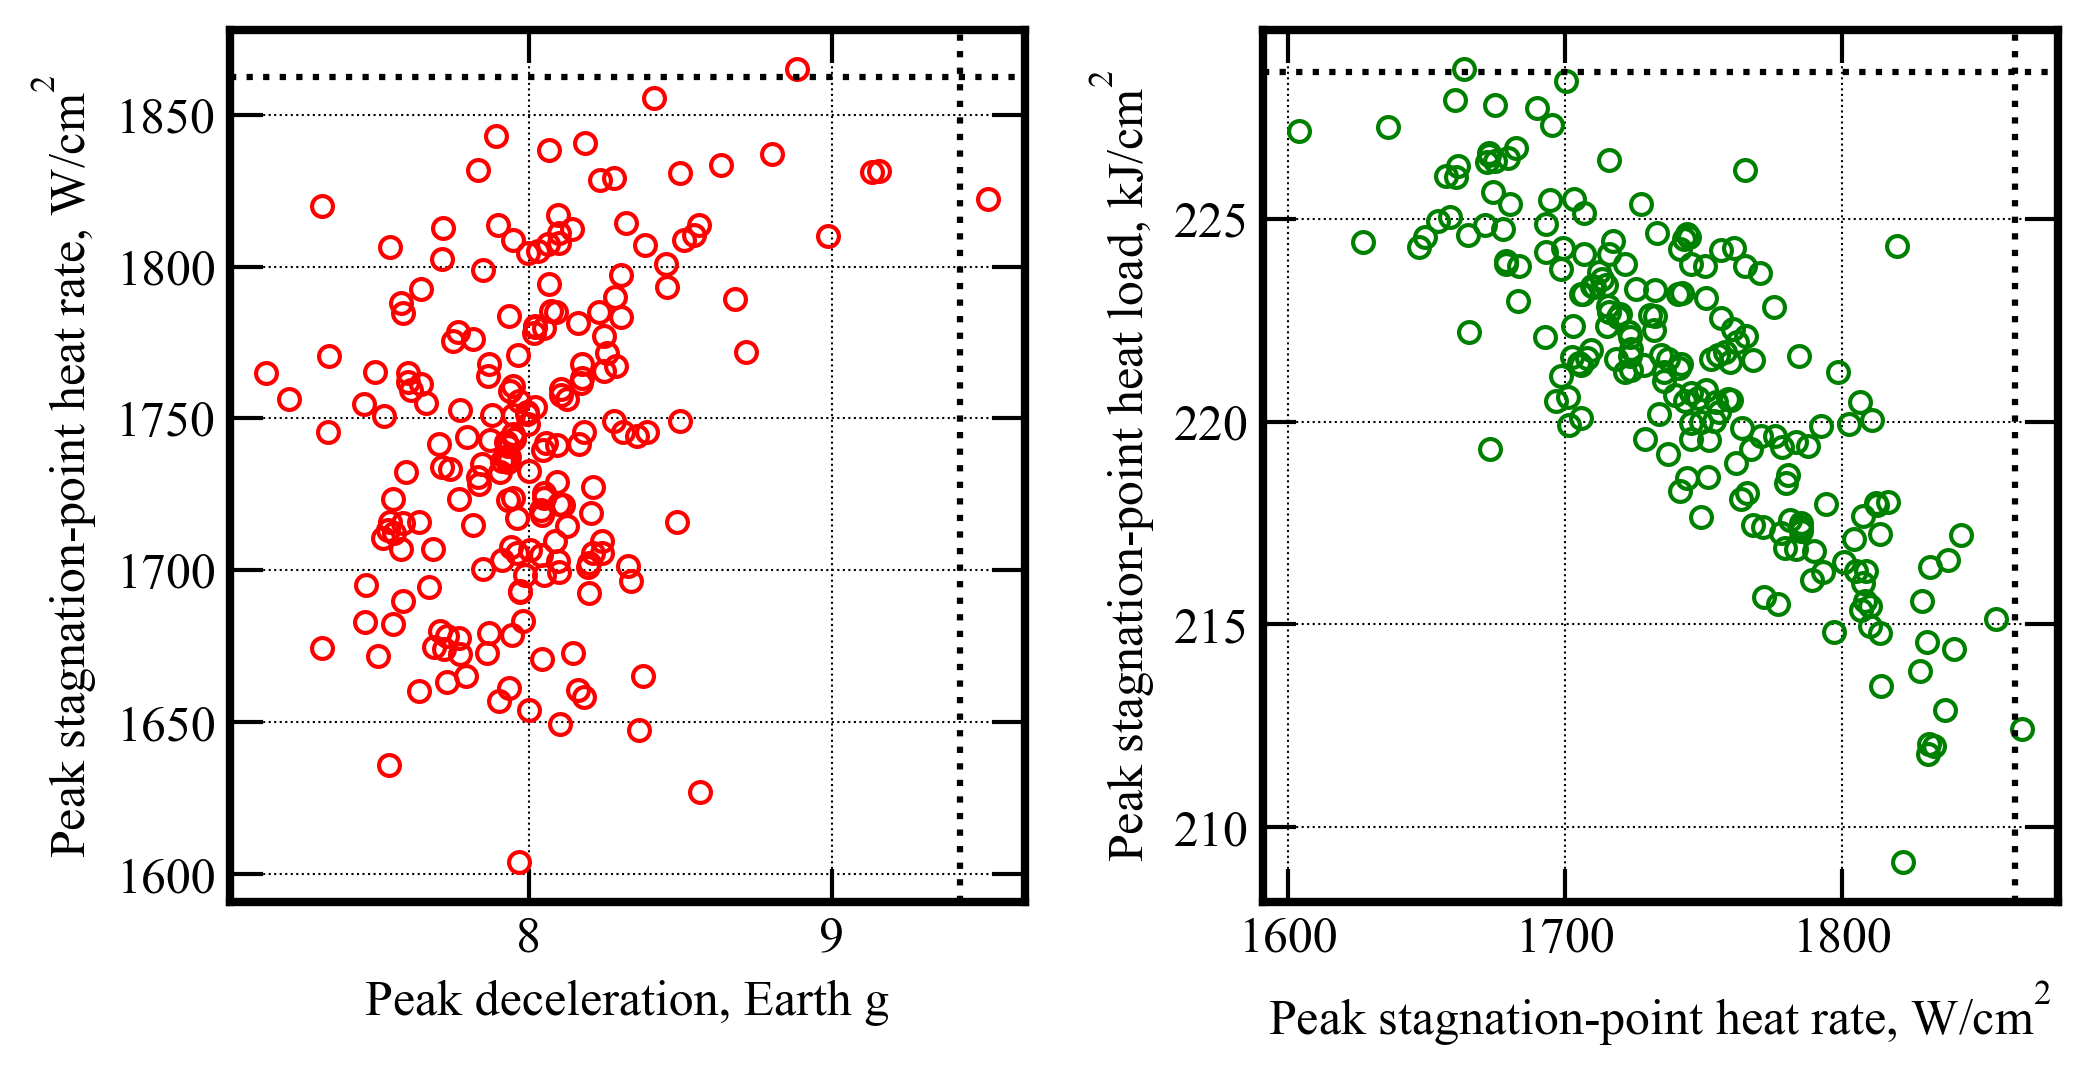 Peak stagnation-point heat rate, W/cm²
1850
1800
1750
1700
1650
1600
8 9
Peak deceleration, Earth g
Peak stagnation-point heat load, kJ/cm²
225
220
215
210
1600 1700 1800
Peak stagnation-point heat rate, W/cm²